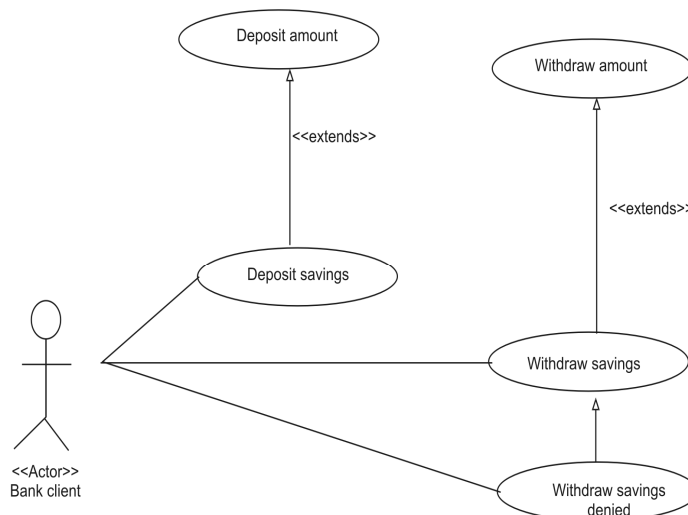 Deposit amount
Withdraw amount
<<extends>>
<<extends>>
Deposit savings
Withdraw savings
<<Actor>>
Bank client
Withdraw savings
denied